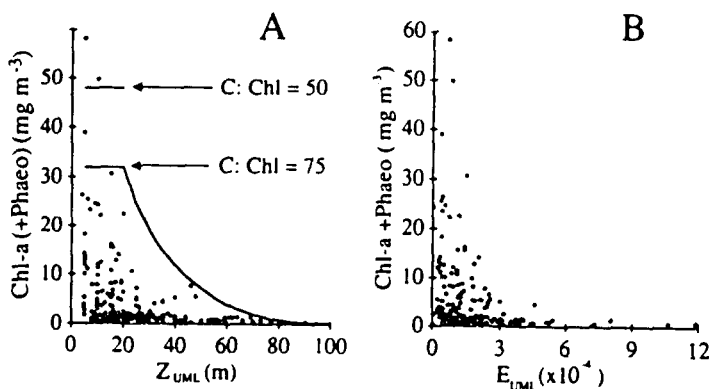 A
B
Chl-a (+Phaeo) (mg m⁻³)
50
40
30
20
10
0
C: Chl = 50
C: Chl = 75
0 20 40 60 80 100
Z UML (m)
Chl-a +Phaeo ( mg m⁻³)
60
50
40
30
20
10
0
0 3 6 9 12
E UML (x10⁻⁴)